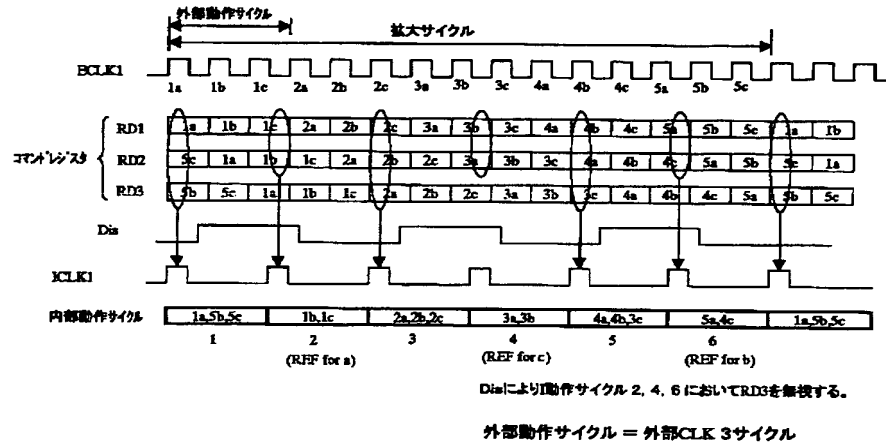 外部動作サイクル
拡大サイクル
ECLK1
1a 1b 1c 2a 2b 2c 3a 3b 3c 4a 4b 4c 5a 5b 5c
コマンドレジスタ
RD1 1a 1b 1c 2a 2b 2c 3a 3b 3c 4a 4b 4c 5a 5b 5c 1a 1b
RD2 5c 1a 1b 1c 2a 2b 2c 3a 3b 3c 4a 4b 4c 5a 5b 5c 1a
RD3 5b 5c 1a 1b 1c 2a 2b 2c 3a 3b 3c 4a 4b 4c 5a 5b 5c
Dis
ICLK1
内部動作サイクル 1a,5b,5c 1b,1c 2a,2b,2c 3a,3b 4a,4b,3c 5a,4c 1a,5b,5c
1 2 3 4 5 6
(REF for a) (REF for c) (REF for b)
DisによりI動作サイクル 2, 4, 6 においてRD3を無視する。
外部動作サイクル = 外部CLK 3サイクル